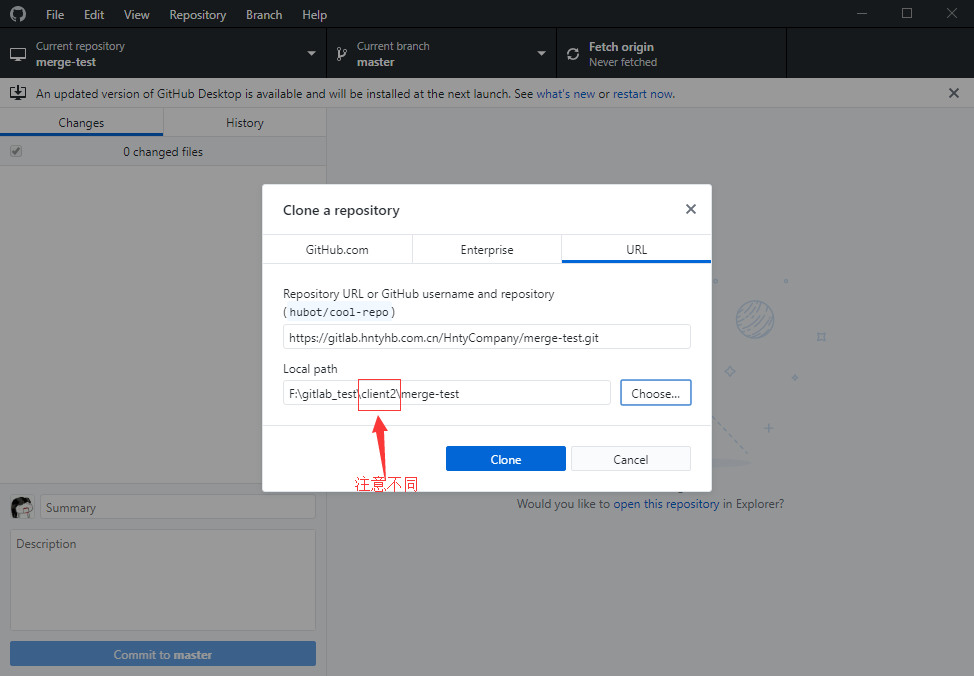 File Edit View Repository Branch Help
Current repository
merge-test
Current branch
master
Fetch origin
Never fetched
An updated version of GitHub Desktop is available and will be installed at the next launch. See what's new or restart now.
Changes
History
0 changed files
Clone a repository
GitHub.com
Enterprise
URL
Repository URL or GitHub username and repository
(hubot/cool-repo)
https://gitlab.hntyhb.com.cn/HntyCompany/merge-test.git
Local path
F:\gitlab_test\client2\merge-test
Choose...
Clone
Cancel
注意不同
Would you like to open this repository in Explorer?
Summary
Description
Commit to master